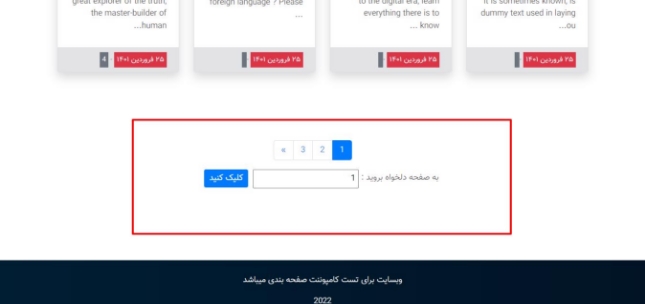 great explorer of the truth,
the master-builder of
...human
foreign language ? Please
...
to the digital era, learn
everything there is to
... know
it is sometimes known, is
dummy text used in laying
...ou
۲۵ فروردین ۱۴۰۱
4
۲۵ فروردین ۱۴۰۱
۲۵ فروردین ۱۴۰۱
۲۵ فروردین ۱۴۰۱
1 2 3 »
به صفحه دلخواه بروید : 1 کلیک کنید
وبسایت برای تست کامپوننت صفحه بندی میباشد
2022